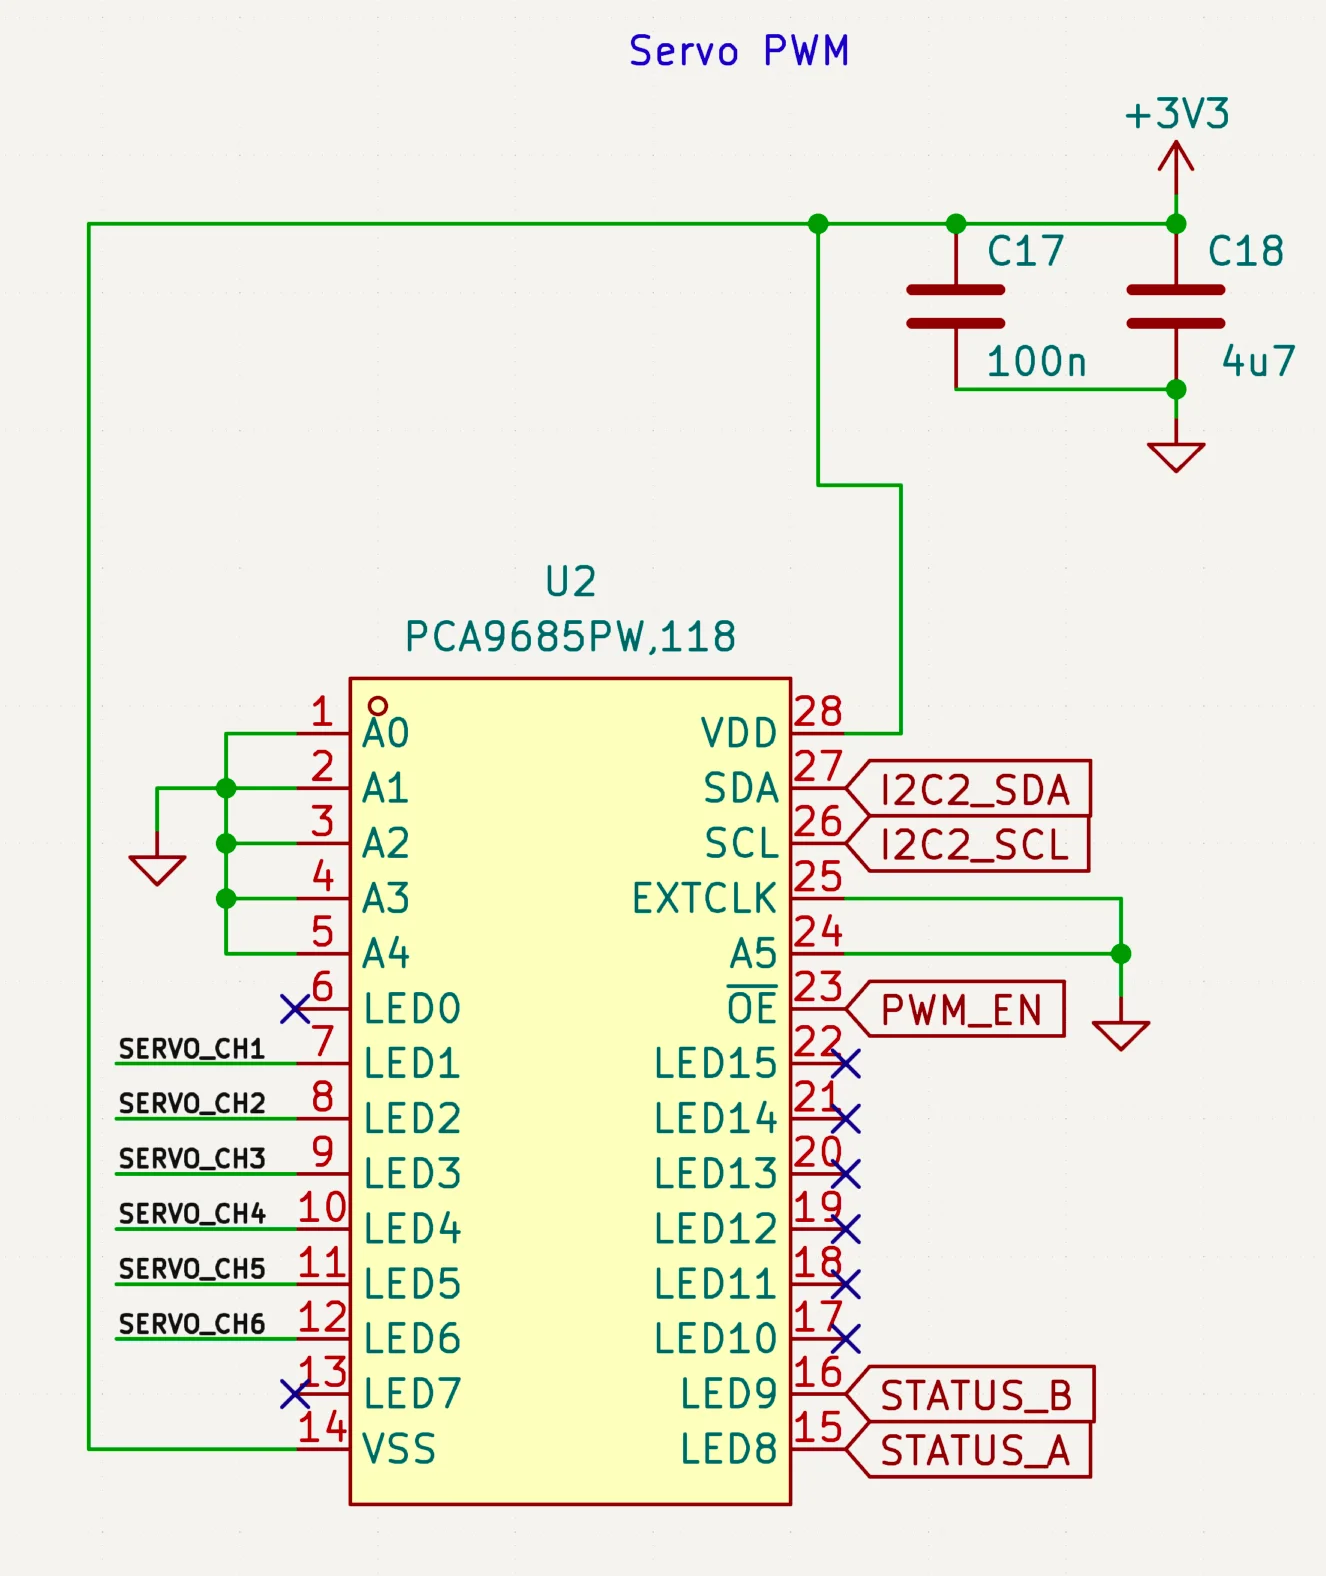 Servo PWM
+3V3
C17
C18
100n
4u7
U2
PCA9685PW,118
1
A0
VDD
28
2
A1
SDA
27
I2C2_SDA
3
A2
SCL
26
I2C2_SCL
4
A3
EXTCLK
25
5
A4
A5
24
6
LED0
OE
23
PWM_EN
SERVO_CH1
7
LED1
LED15
22
SERVO_CH2
8
LED2
LED14
21
SERVO_CH3
9
LED3
LED13
20
SERVO_CH4
10
LED4
LED12
19
SERVO_CH5
11
LED5
LED11
18
SERVO_CH6
12
LED6
LED10
17
13
LED7
LED9
16
STATUS_B
14
VSS
LED8
15
STATUS_A